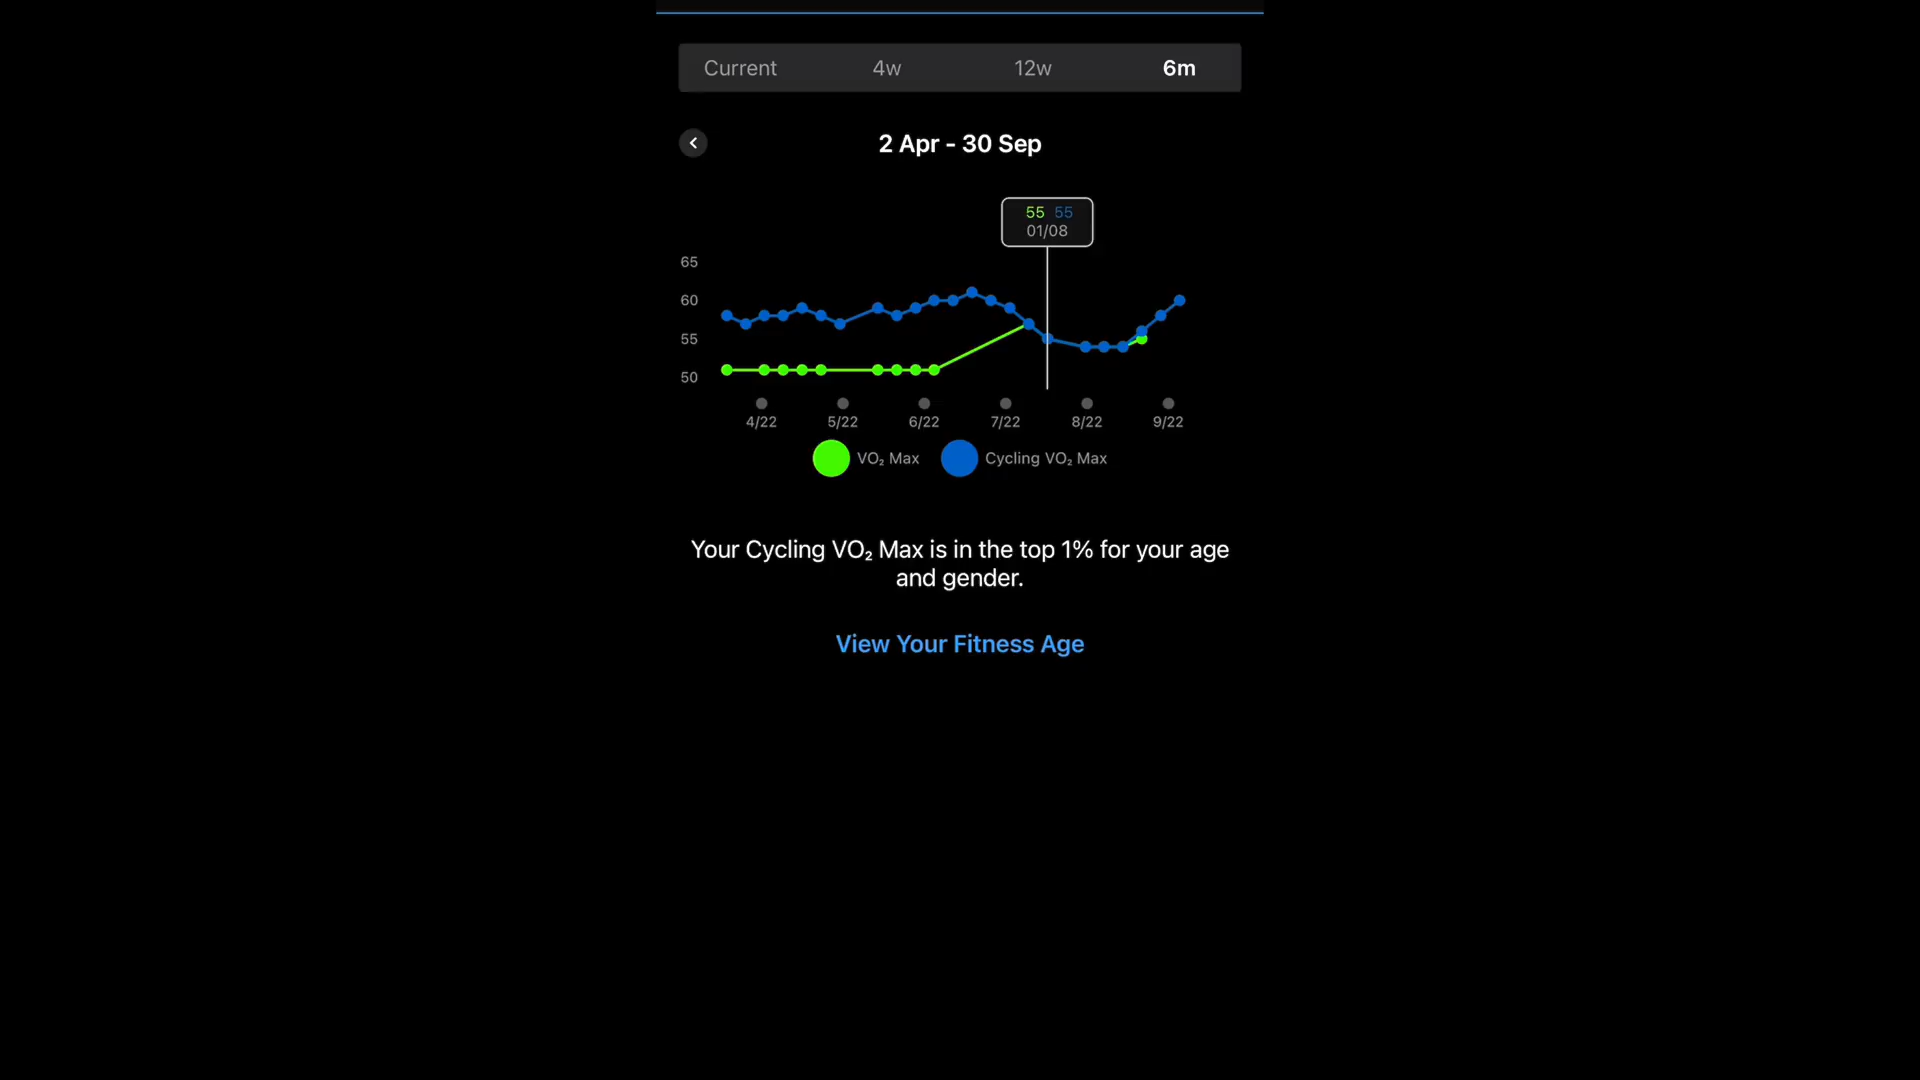 Current 4w 12w 6m
2 Apr - 30 Sep
55 55
01/08
65
60
55
50
4/22 5/22 6/22 7/22 8/22 9/22
VO₂ Max Cycling VO₂ Max
Your Cycling VO₂ Max is in the top 1% for your age
and gender.
View Your Fitness Age